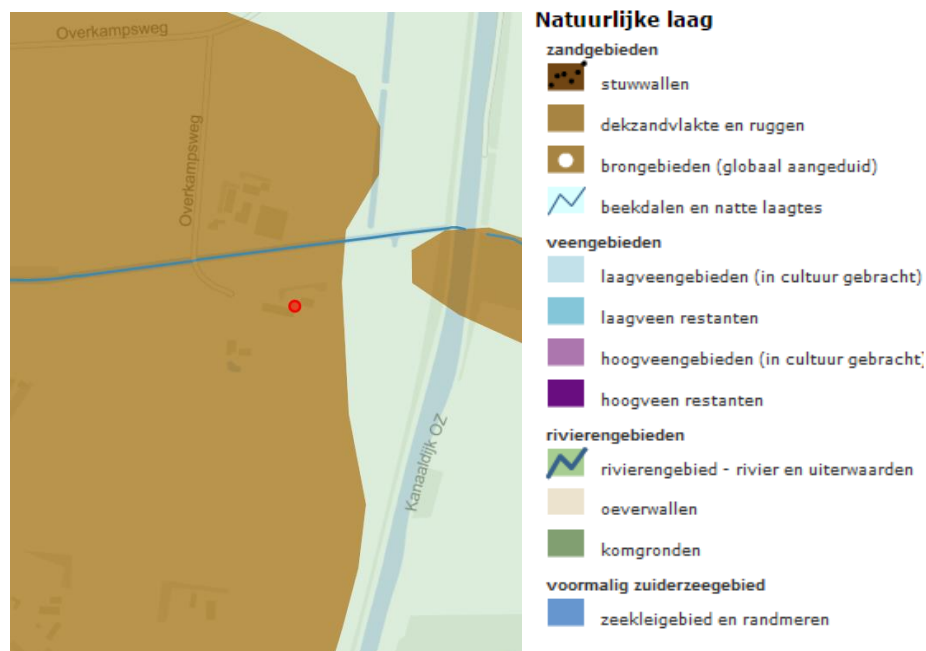 Overkampsweg
Overkampsweg
Kanaaldijk OZ
Natuurlijke laag
zandgebieden
stuwwallen
dekzandvlakte en ruggen
brongebieden (globaal aangeduid)
beekdalen en natte laagtes
veengebieden
laagveengebieden (in cultuur gebracht)
laagveen restanten
hoogveengebieden (in cultuur gebracht)
hoogveen restanten
rivierengebieden
rivierengebied - rivier en uiterwaarden
oeverwallen
komgronden
voormalig zuiderzeegebied
zeekleigebied en randmeren